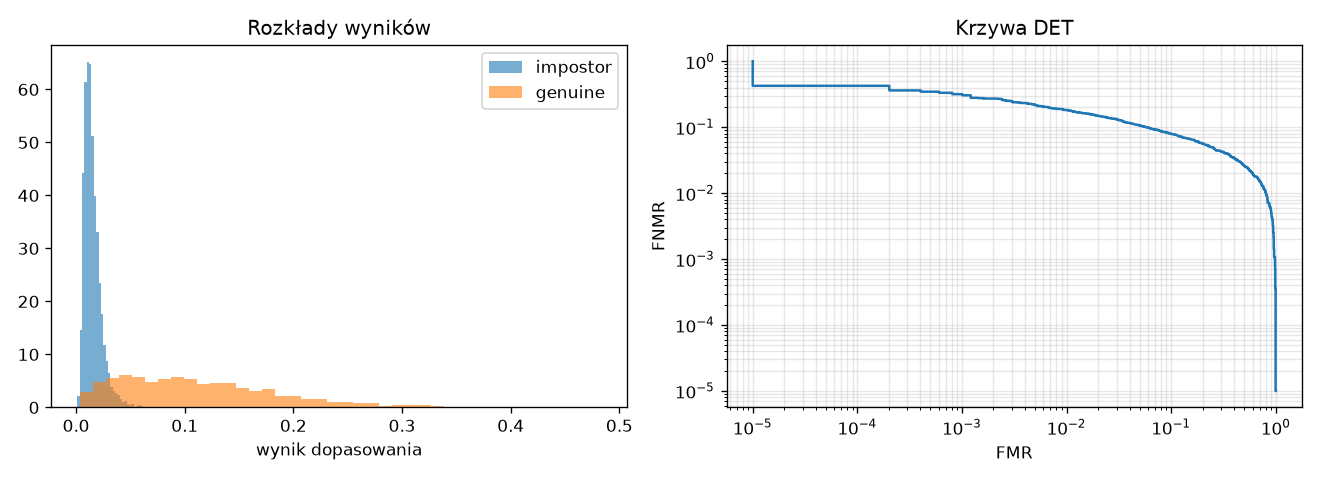 Rozkłady wyników
impostor
genuine
60
50
40
30
20
10
0
0.0 0.1 0.2 0.3 0.4 0.5
wynik dopasowania
Krzywa DET
10^0
10^-1
10^-2
10^-3
10^-4
10^-5
FNMR
10^-5 10^-4 10^-3 10^-2 10^-1 10^0
FMR